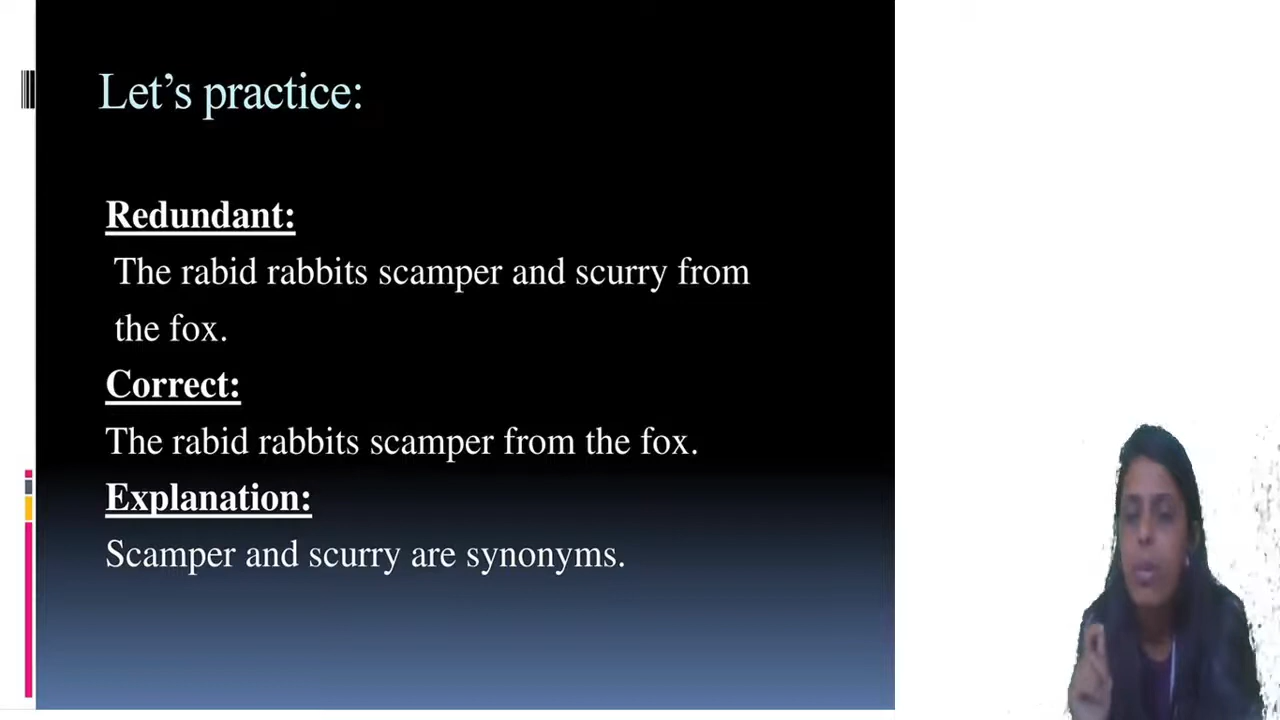 Let's practice:
Redundant:
The rabid rabbits scamper and scurry from
the fox.
Correct:
The rabid rabbits scamper from the fox.
Explanation:
Scamper and scurry are synonyms.